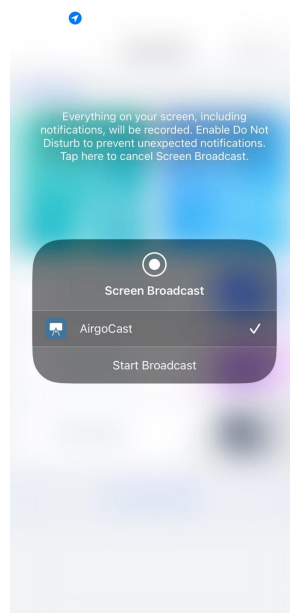 Everything on your screen, including
notifications, will be recorded. Enable Do Not
Disturb to prevent unexpected notifications.
Tap here to cancel Screen Broadcast.
Screen Broadcast
AirgoCast
Start Broadcast